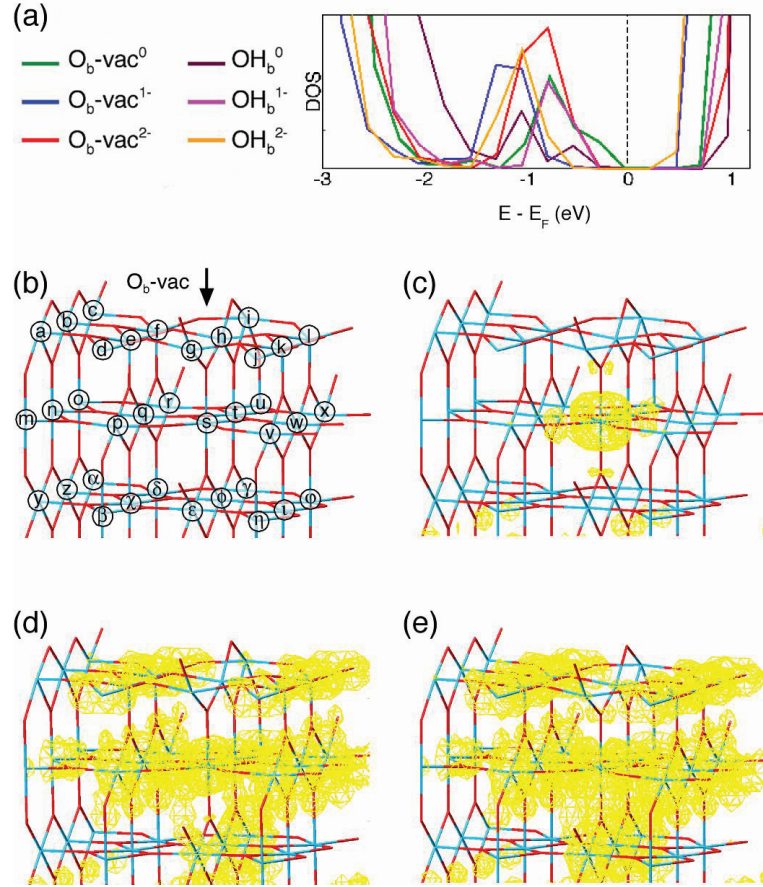 (a)
O_b-vac^0 OH_b^0
O_b-vac^1- OH_b^1-
O_b-vac^2- OH_b^2-
DOS
-3 -2 -1 0 1
E - E_F (eV)
(b) O_b-vac (c)
a b c d e f g h i j k l
m n o p q r s t u v w x
y z α β χ δ ε ϕ γ η ι φ
(d) (e)